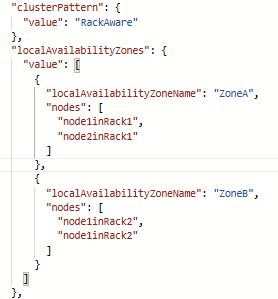 "clusterPattern": {
  "value": "RackAware"
},
"localAvailabilityZones": {
  "value": [
    {
      "localAvailabilityZoneName": "ZoneA",
      "nodes": [
        "node1inRack1",
        "node2inRack1"
      ]
    },
    {
      "localAvailabilityZoneName": "ZoneB",
      "nodes": [
        "node1inRack2",
        "node1inRack2"
      ]
    }
  ]
},